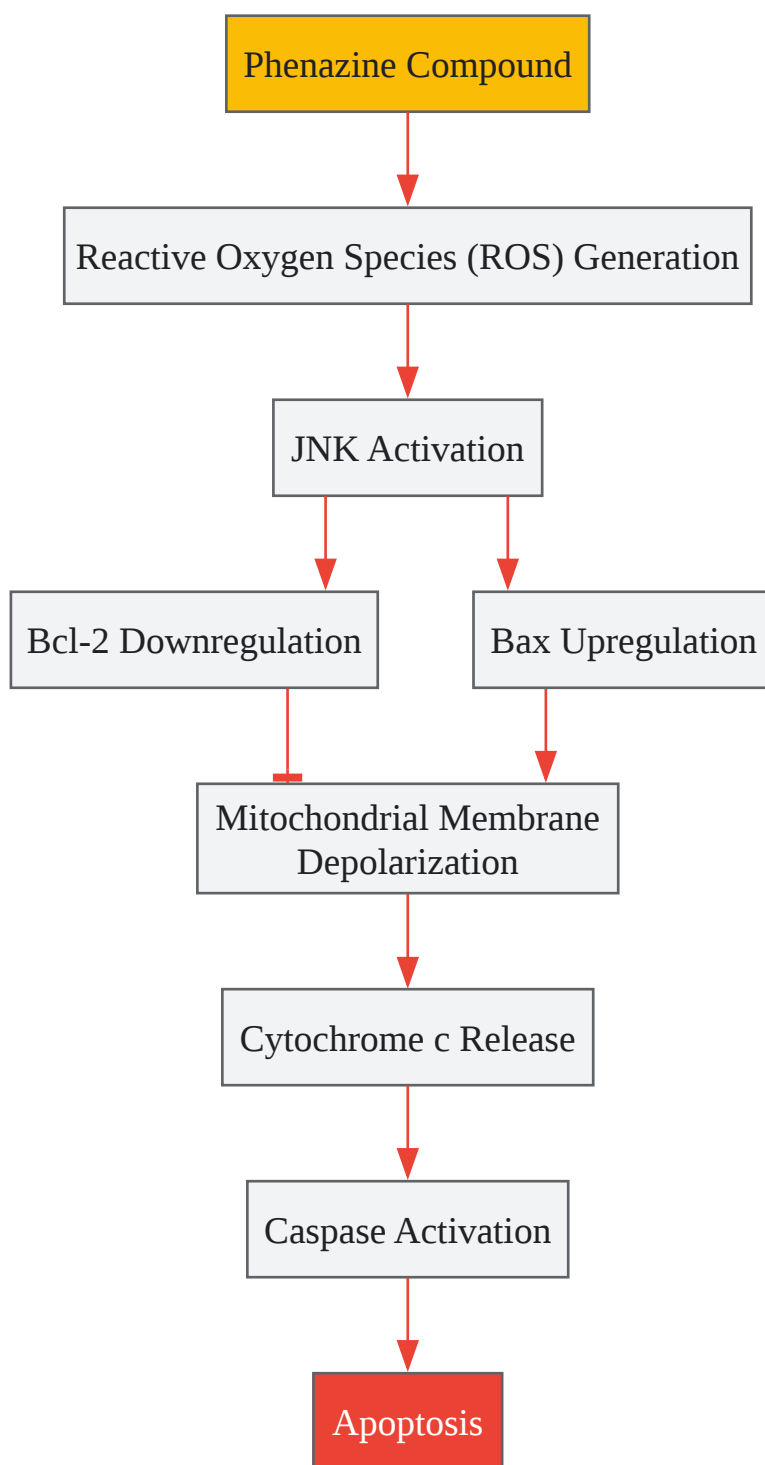 Phenazine Compound
Reactive Oxygen Species (ROS) Generation
JNK Activation
Bcl-2 Downregulation
Bax Upregulation
Mitochondrial Membrane
Depolarization
Cytochrome c Release
Caspase Activation
Apoptosis